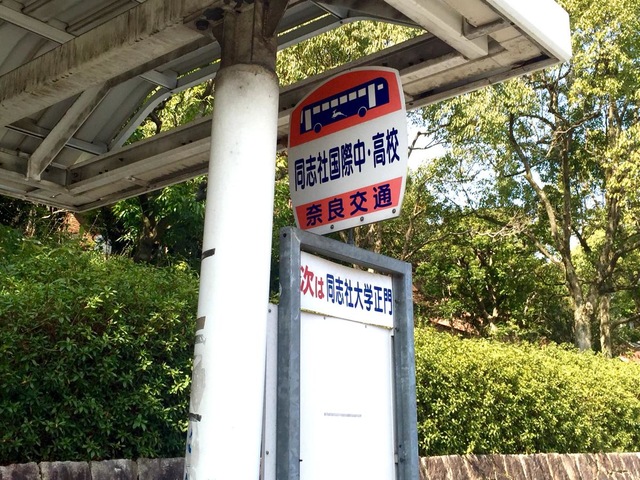 同志社国際中・高校
奈良交通
次は同志社大学正門